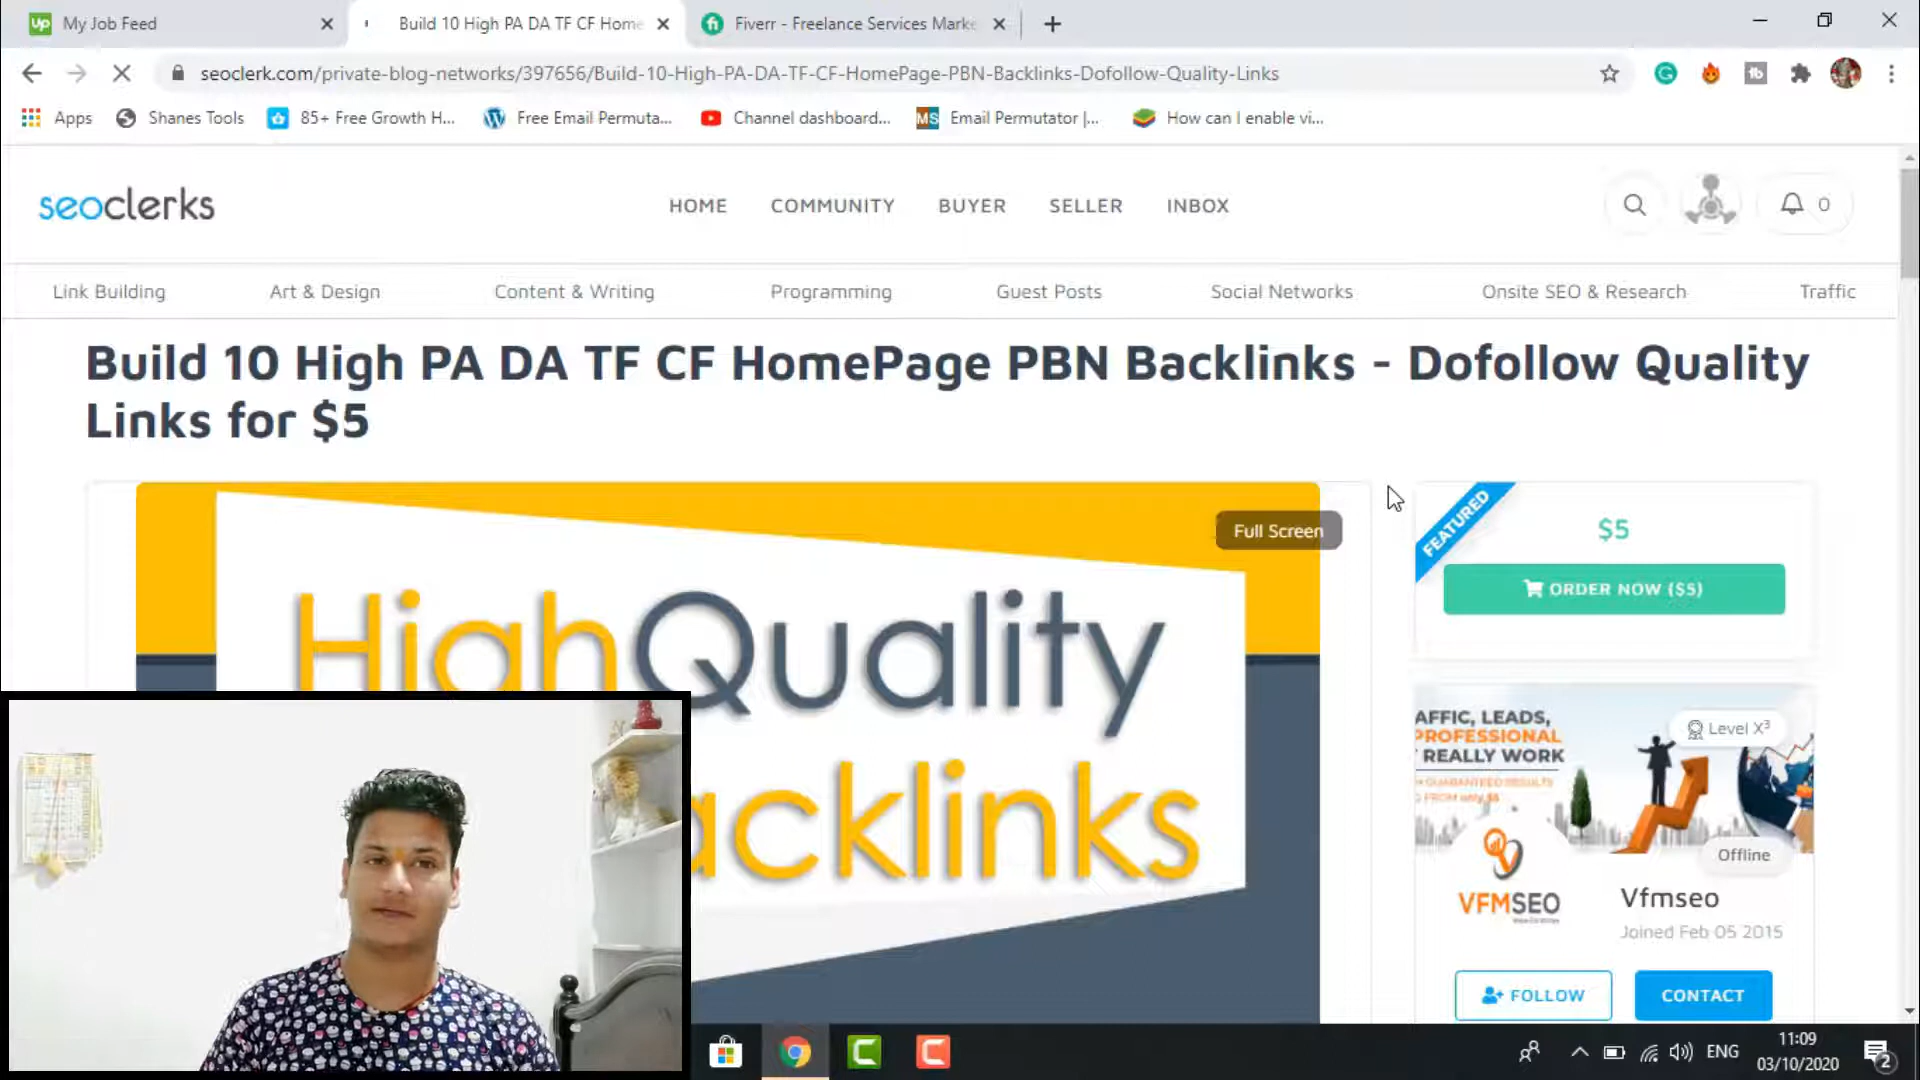 My Job Feed
Build 10 High PA DA TF CF Home
Fiverr - Freelance Services Marke
seoclerk.com/private-blog-networks/397656/Build-10-High-PA-DA-TF-CF-HomePage-PBN-Backlinks-Dofollow-Quality-Links
Apps
Shanes Tools
85+ Free Growth H...
Free Email Permuta...
Channel dashboard...
Email Permutator |...
How can I enable vi...
seoclerks
HOME
COMMUNITY
BUYER
SELLER
INBOX
0
Link Building
Art & Design
Content & Writing
Programming
Guest Posts
Social Networks
Onsite SEO & Research
Traffic
Build 10 High PA DA TF CF HomePage PBN Backlinks - Dofollow Quality
Links for $5
Full Screen
HighQuality
acklinks
FEATURED
$5
ORDER NOW ($5)
AFFIC, LEADS,
PROFESSIONAL
REALLY WORK
GUARANTEED RESULTS
FROM only $5
Level X³
Offline
VFMSEO
Vfmseo
Joined Feb 05 2015
FOLLOW
CONTACT
ENG
11:09
03/10/2020
2